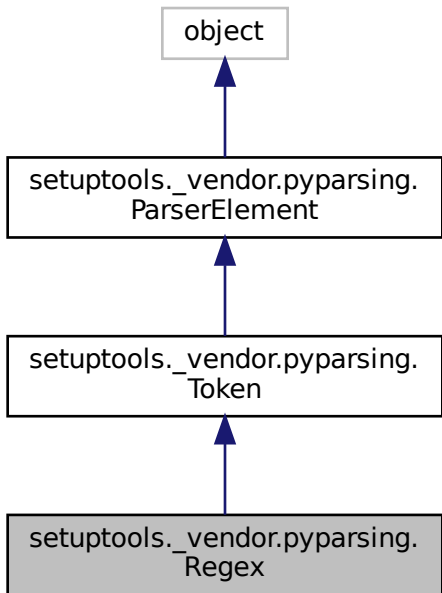 object
setuptools._vendor.pyparsing.
ParserElement
setuptools._vendor.pyparsing.
Token
setuptools._vendor.pyparsing.
Regex